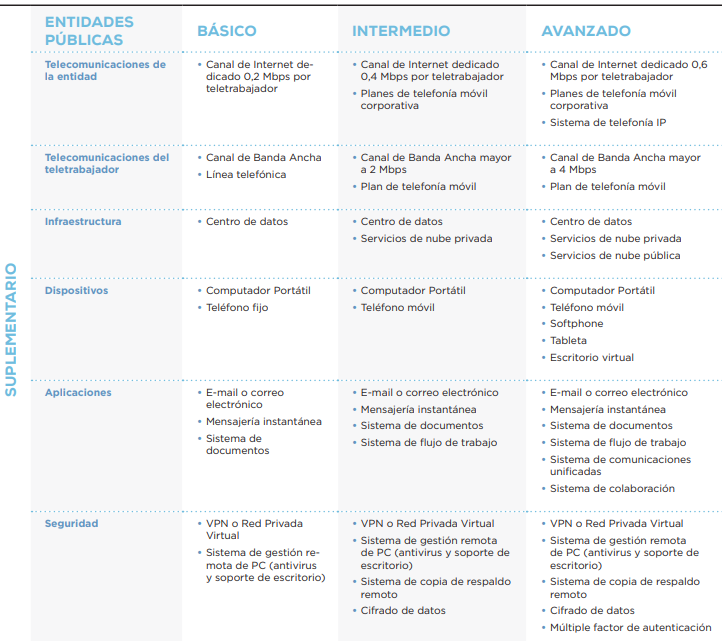 ENTIDADES
PÚBLICAS
BÁSICO
INTERMEDIO
AVANZADO
SUPLEMENTARIO
Telecomunicaciones de
la entidad
• Canal de Internet de-
dicado 0,2 Mbps por
teletrabajador
• Canal de Internet dedicado
0,4 Mbps por teletrabajador
• Planes de telefonía móvil
corporativa
• Canal de Internet dedicado 0,6
Mbps por teletrabajador
• Planes de telefonía móvil
corporativa
• Sistema de telefonía IP
Telecomunicaciones del
teletrabajador
• Canal de Banda Ancha
• Línea telefónica
• Canal de Banda Ancha mayor
a 2 Mbps
• Plan de telefonía móvil
• Canal de Banda Ancha mayor
a 4 Mbps
• Plan de telefonía móvil
Infraestructura
• Centro de datos
• Centro de datos
• Servicios de nube privada
• Centro de datos
• Servicios de nube privada
• Servicios de nube pública
Dispositivos
• Computador Portátil
• Teléfono fijo
• Computador Portátil
• Teléfono móvil
• Computador Portátil
• Teléfono móvil
• Softphone
• Tableta
• Escritorio virtual
Aplicaciones
• E-mail o correo
electrónico
• Mensajería instantánea
• Sistema de
documentos
• E-mail o correo electrónico
• Mensajería instantánea
• Sistema de documentos
• Sistema de flujo de trabajo
• E-mail o correo electrónico
• Mensajería instantánea
• Sistema de documentos
• Sistema de flujo de trabajo
• Sistema de comunicaciones
unificadas
• Sistema de colaboración
Seguridad
• VPN o Red Privada
Virtual
• Sistema de gestión re-
mota de PC (antivirus
y soporte de escritorio)
• VPN o Red Privada Virtual
• Sistema de gestión remota
de PC (antivirus y soporte de
escritorio)
• Sistema de copia de respaldo
remoto
• Cifrado de datos
• VPN o Red Privada Virtual
• Sistema de gestión remota
de PC (antivirus y soporte de
escritorio)
• Sistema de copia de respaldo
remoto
• Cifrado de datos
• Múltiple factor de autenticación